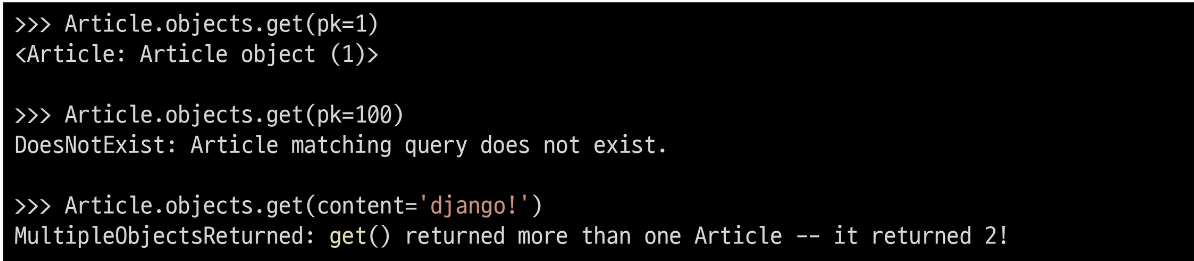 >>> Article.objects.get(pk=1)
<Article: Article object (1)>
>>> Article.objects.get(pk=100)
DoesNotExist: Article matching query does not exist.
>>> Article.objects.get(content='django!')
MultipleObjectsReturned: get() returned more than one Article -- it returned 2!